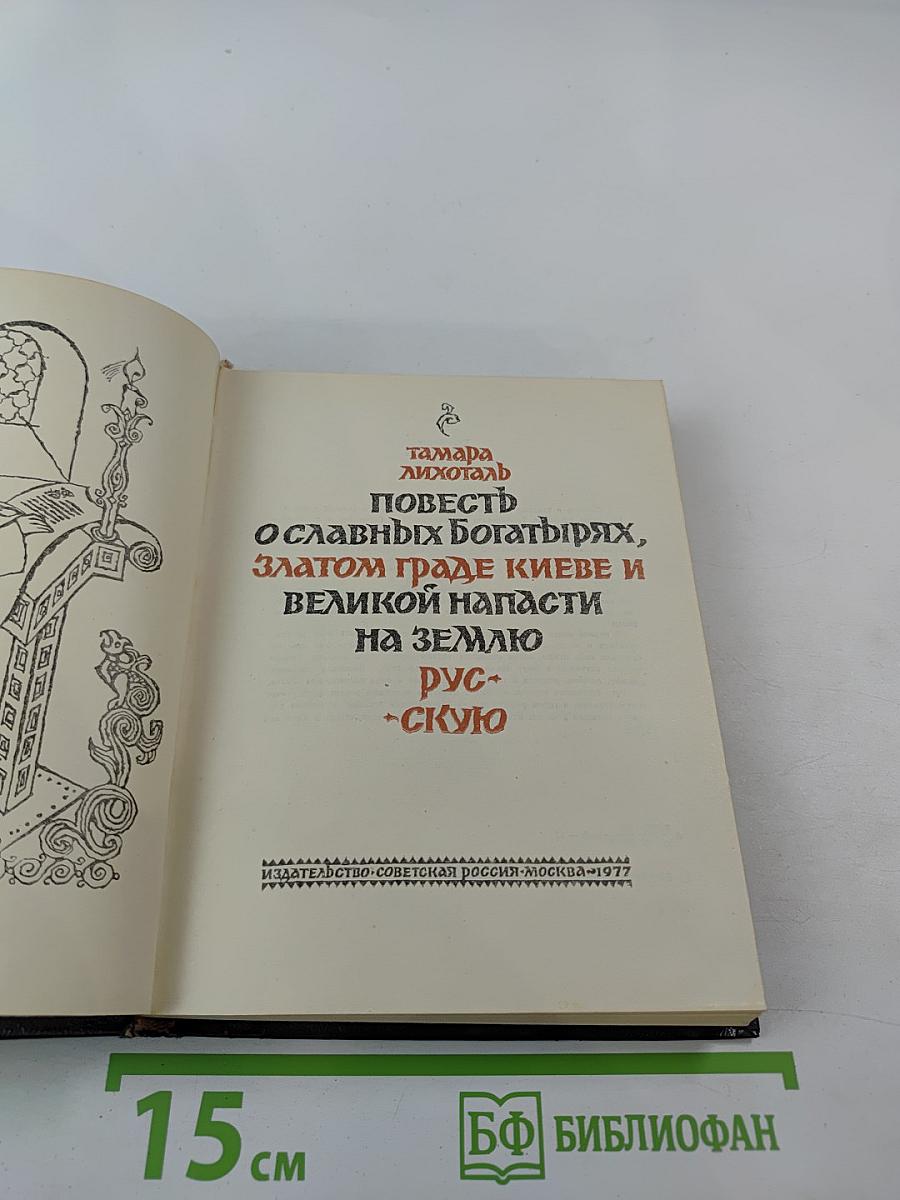 ТАМАРА
ЛИХОТАЛЬ
ПОВЕСТЬ
О СЛАВНЫХ БОГАТЫРЯХ,
ЗЛАТОМ ГРАДЕ КИЕВЕ И
ВЕЛИКОЙ НАПАСТИ
НА ЗЕМЛЮ
РУС-
-СКУЮ
ИЗДАТЕЛЬСТВО·СОВЕТСКАЯ РОССИЯ·МОСКВА~1977
15 см
БФ БИБЛИОФАН